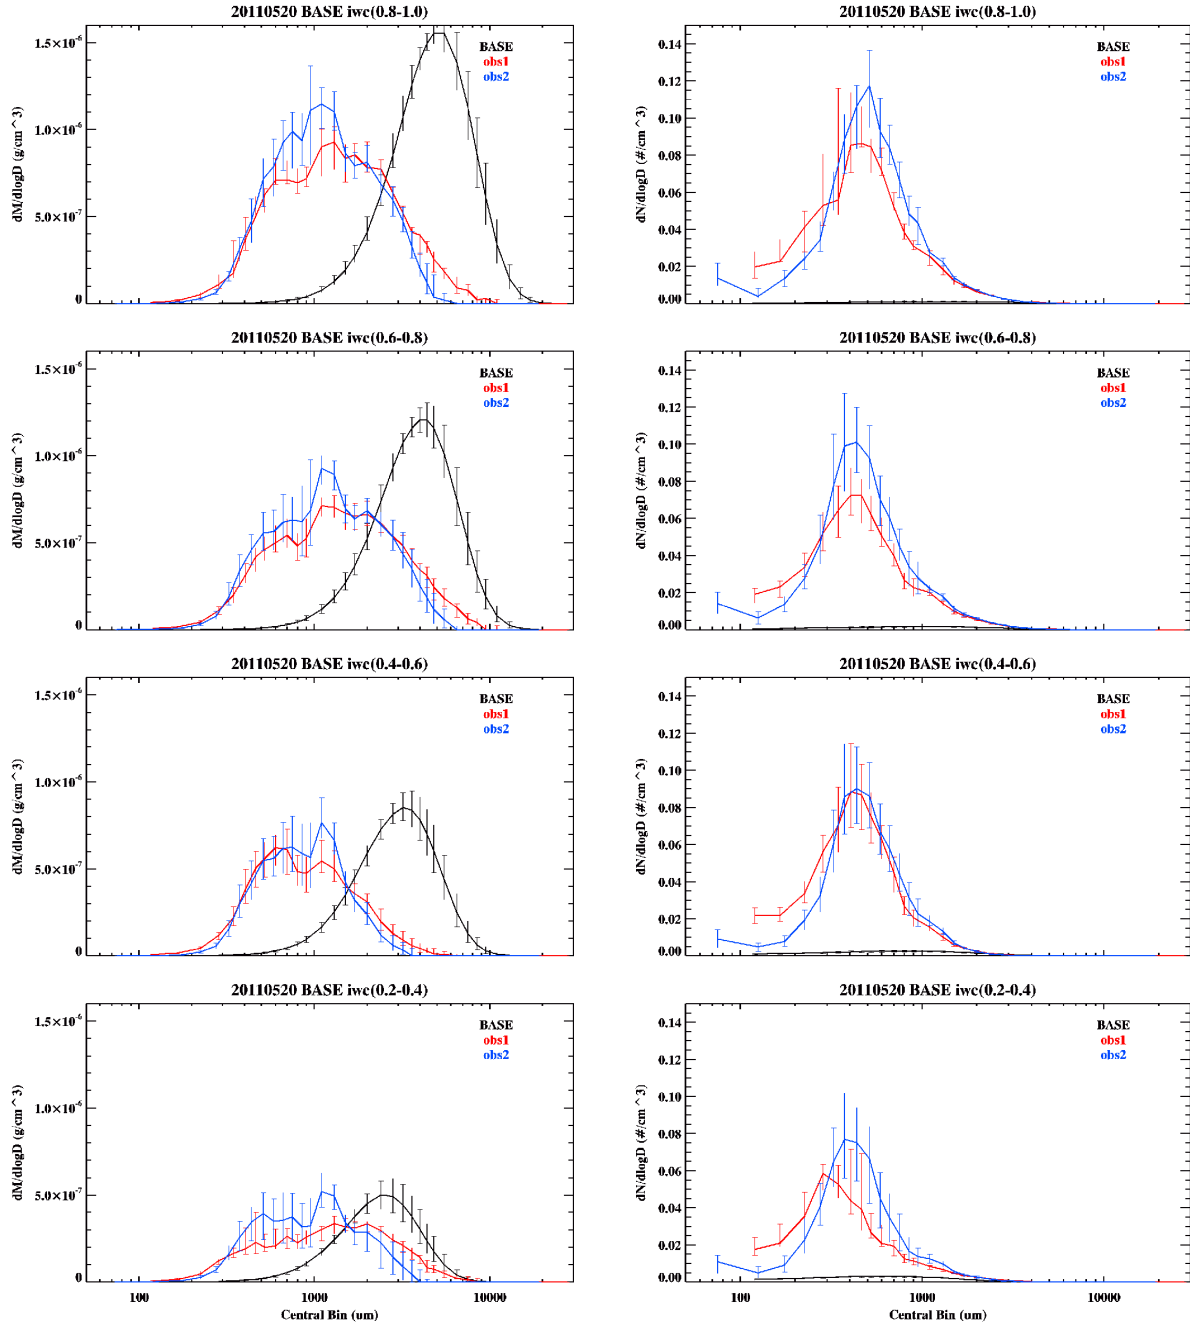 20110520 BASE iwc(0.8-1.0)
1.5×10⁻⁶
1.0×10⁻⁶
5.0×10⁻⁷
0
dM/dlogD (g/cm^3)
BASE
obs1
obs2
20110520 BASE iwc(0.8-1.0)
0.14
0.12
0.10
0.08
0.06
0.04
0.02
0.00
dN/dlogD (#/cm^3)
BASE
obs1
obs2
20110520 BASE iwc(0.6-0.8)
1.5×10⁻⁶
1.0×10⁻⁶
5.0×10⁻⁷
0
dM/dlogD (g/cm^3)
BASE
obs1
obs2
20110520 BASE iwc(0.6-0.8)
0.14
0.12
0.10
0.08
0.06
0.04
0.02
0.00
dN/dlogD (#/cm^3)
BASE
obs1
obs2
20110520 BASE iwc(0.4-0.6)
1.5×10⁻⁶
1.0×10⁻⁶
5.0×10⁻⁷
0
dM/dlogD (g/cm^3)
BASE
obs1
obs2
20110520 BASE iwc(0.4-0.6)
0.14
0.12
0.10
0.08
0.06
0.04
0.02
0.00
dN/dlogD (#/cm^3)
BASE
obs1
obs2
20110520 BASE iwc(0.2-0.4)
1.5×10⁻⁶
1.0×10⁻⁶
5.0×10⁻⁷
0
dM/dlogD (g/cm^3)
BASE
obs1
obs2
100 1000 10000
Central Bin (um)
20110520 BASE iwc(0.2-0.4)
0.14
0.12
0.10
0.08
0.06
0.04
0.02
0.00
dN/dlogD (#/cm^3)
BASE
obs1
obs2
100 1000 10000
Central Bin (um)